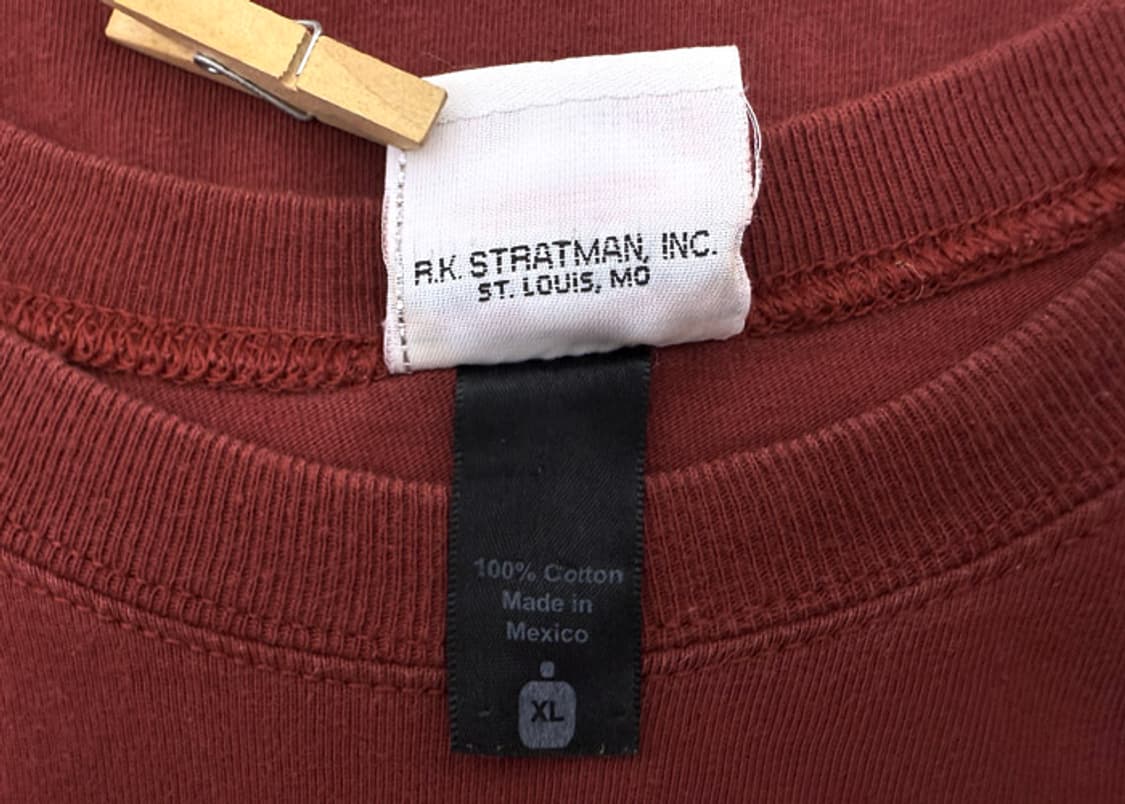 R.K. STRATMAN, INC.
ST. LOUIS, MO
100% Cotton
Made in
Mexico
XL